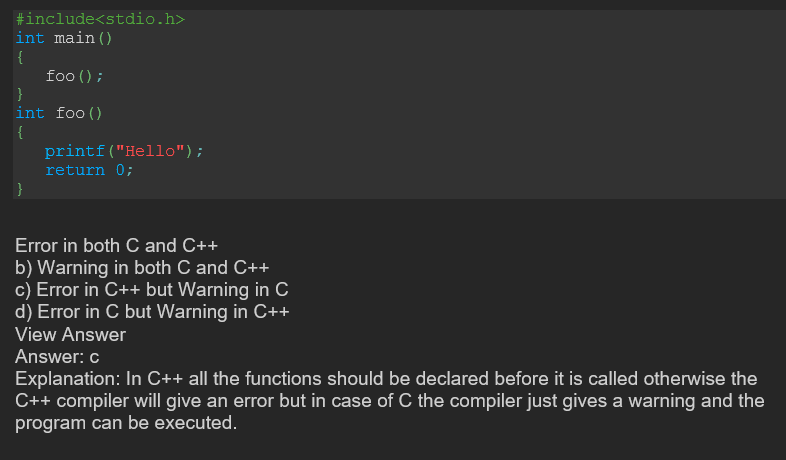 #include<stdio.h>
int main()
{
foo();
}
int foo()
{
printf("Hello");
return 0;
}
Error in both C and C++
b) Warning in both C and C++
c) Error in C++ but Warning in C
d) Error in C but Warning in C++
View Answer
Answer: c
Explanation: In C++ all the functions should be declared before it is called otherwise the
C++ compiler will give an error but in case of C the compiler just gives a warning and the
program can be executed.